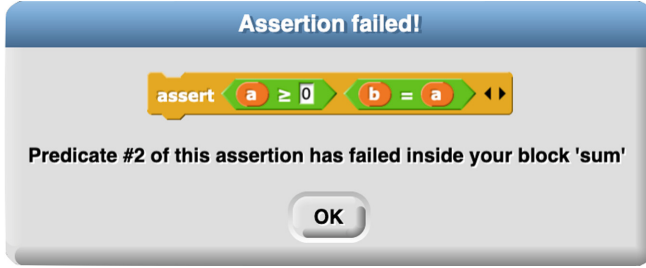 Assertion failed!
assert a ≥ 0 b = a
Predicate #2 of this assertion has failed inside your block 'sum'
OK